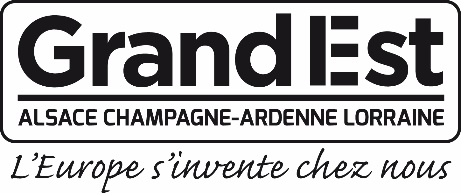 Grand Est
ALSACE CHAMPAGNE-ARDENNE LORRAINE
L'Europe s'invente chez nous